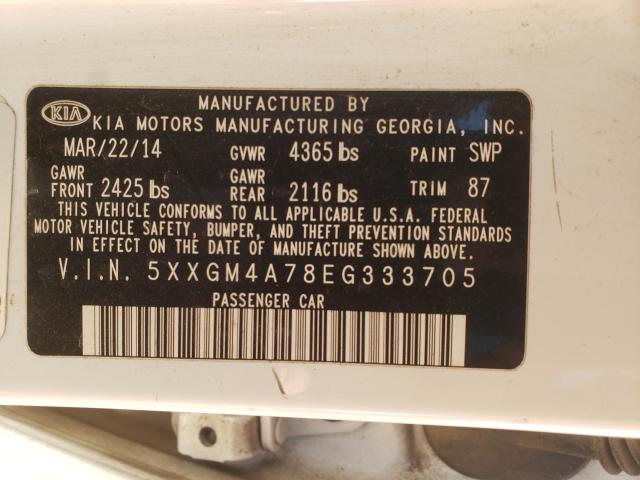 MANUFACTURED BY
KIA KIA MOTORS MANUFACTURING GEORGIA, INC.
MAR/22/14 GVWR 4365 lbs PAINT SWP
GAWR FRONT 2425 lbs GAWR REAR 2116 lbs TRIM 87
THIS VEHICLE CONFORMS TO ALL APPLICABLE U.S.A. FEDERAL
MOTOR VEHICLE SAFETY, BUMPER, AND THEFT PREVENTION STANDARDS
IN EFFECT ON THE DATE OF MANUFACTURE SHOWN ABOVE.
V.I.N. 5XXGM4A78EG333705
PASSENGER CAR